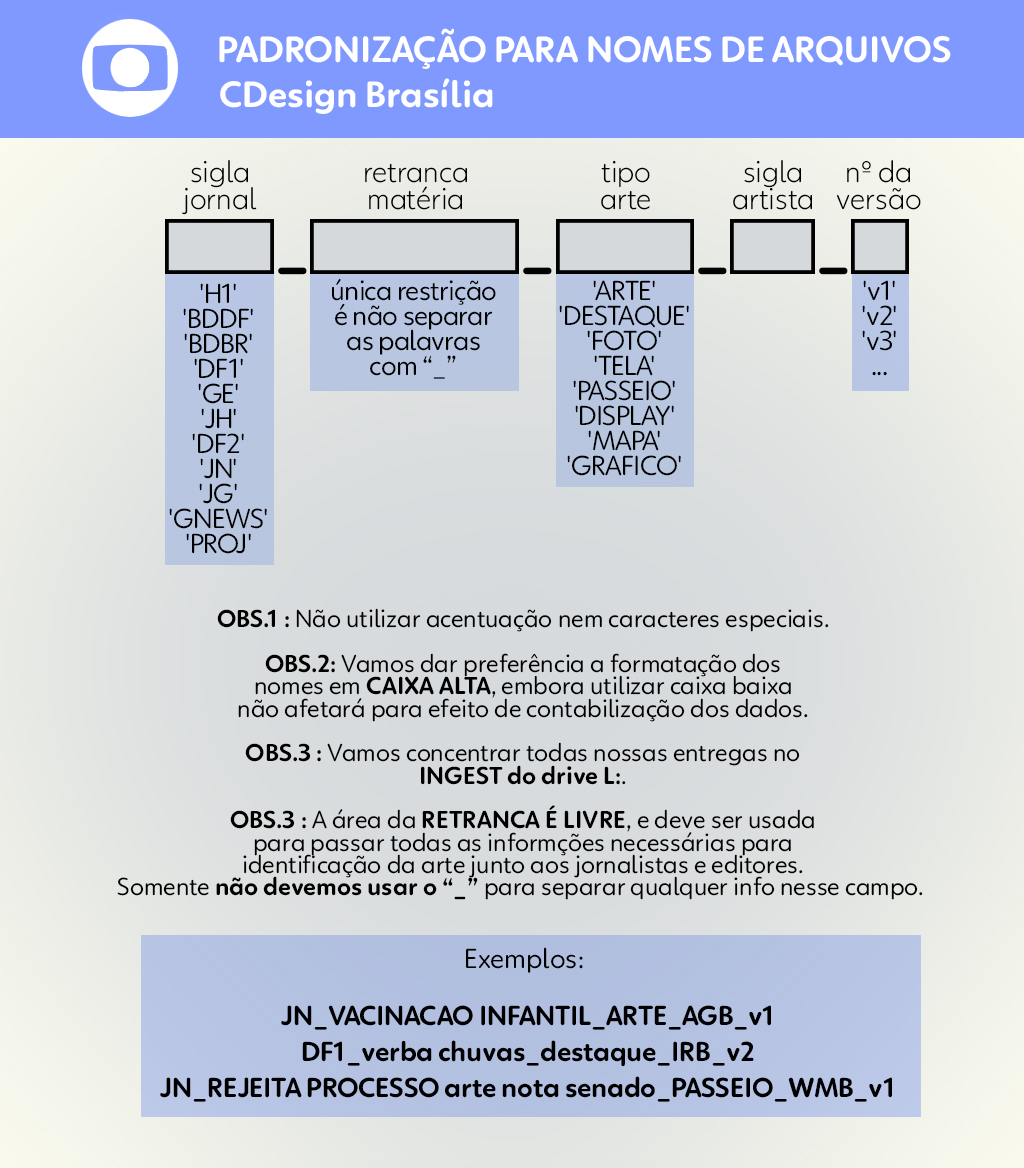 PADRONIZAÇÃO PARA NOMES DE ARQUIVOS
CDesign Brasília
sigla
jornal
retranca
matéria
tipo
arte
sigla
artista
nº da
versão
_ _ _ _
'H1'
'BDDF'
'BDBR'
'DF1'
'GE'
'JH'
'DF2'
'JN'
'JG'
'GNEWS'
'PROJ'
única restrição
é não separar
as palavras
com “_”
'ARTE'
'DESTAQUE'
'FOTO'
'TELA'
'PASSEIO'
'DISPLAY'
'MAPA'
'GRAFICO'
'v1'
'v2'
'v3'
...
OBS.1 : Não utilizar acentuação nem caracteres especiais.
OBS.2: Vamos dar preferência a formatação dos
nomes em CAIXA ALTA, embora utilizar caixa baixa
não afetará para efeito de contabilização dos dados.
OBS.3 : Vamos concentrar todas nossas entregas no
INGEST do drive L:.
OBS.3 : A área da RETRANCA É LIVRE, e deve ser usada
para passar todas as informções necessárias para
identificação da arte junto aos jornalistas e editores.
Somente não devemos usar o “_” para separar qualquer info nesse campo.
Exemplos:
JN_VACINACAO INFANTIL_ARTE_AGB_v1
DF1_verba chuvas_destaque_IRB_v2
JN_REJEITA PROCESSO arte nota senado_PASSEIO_WMB_v1